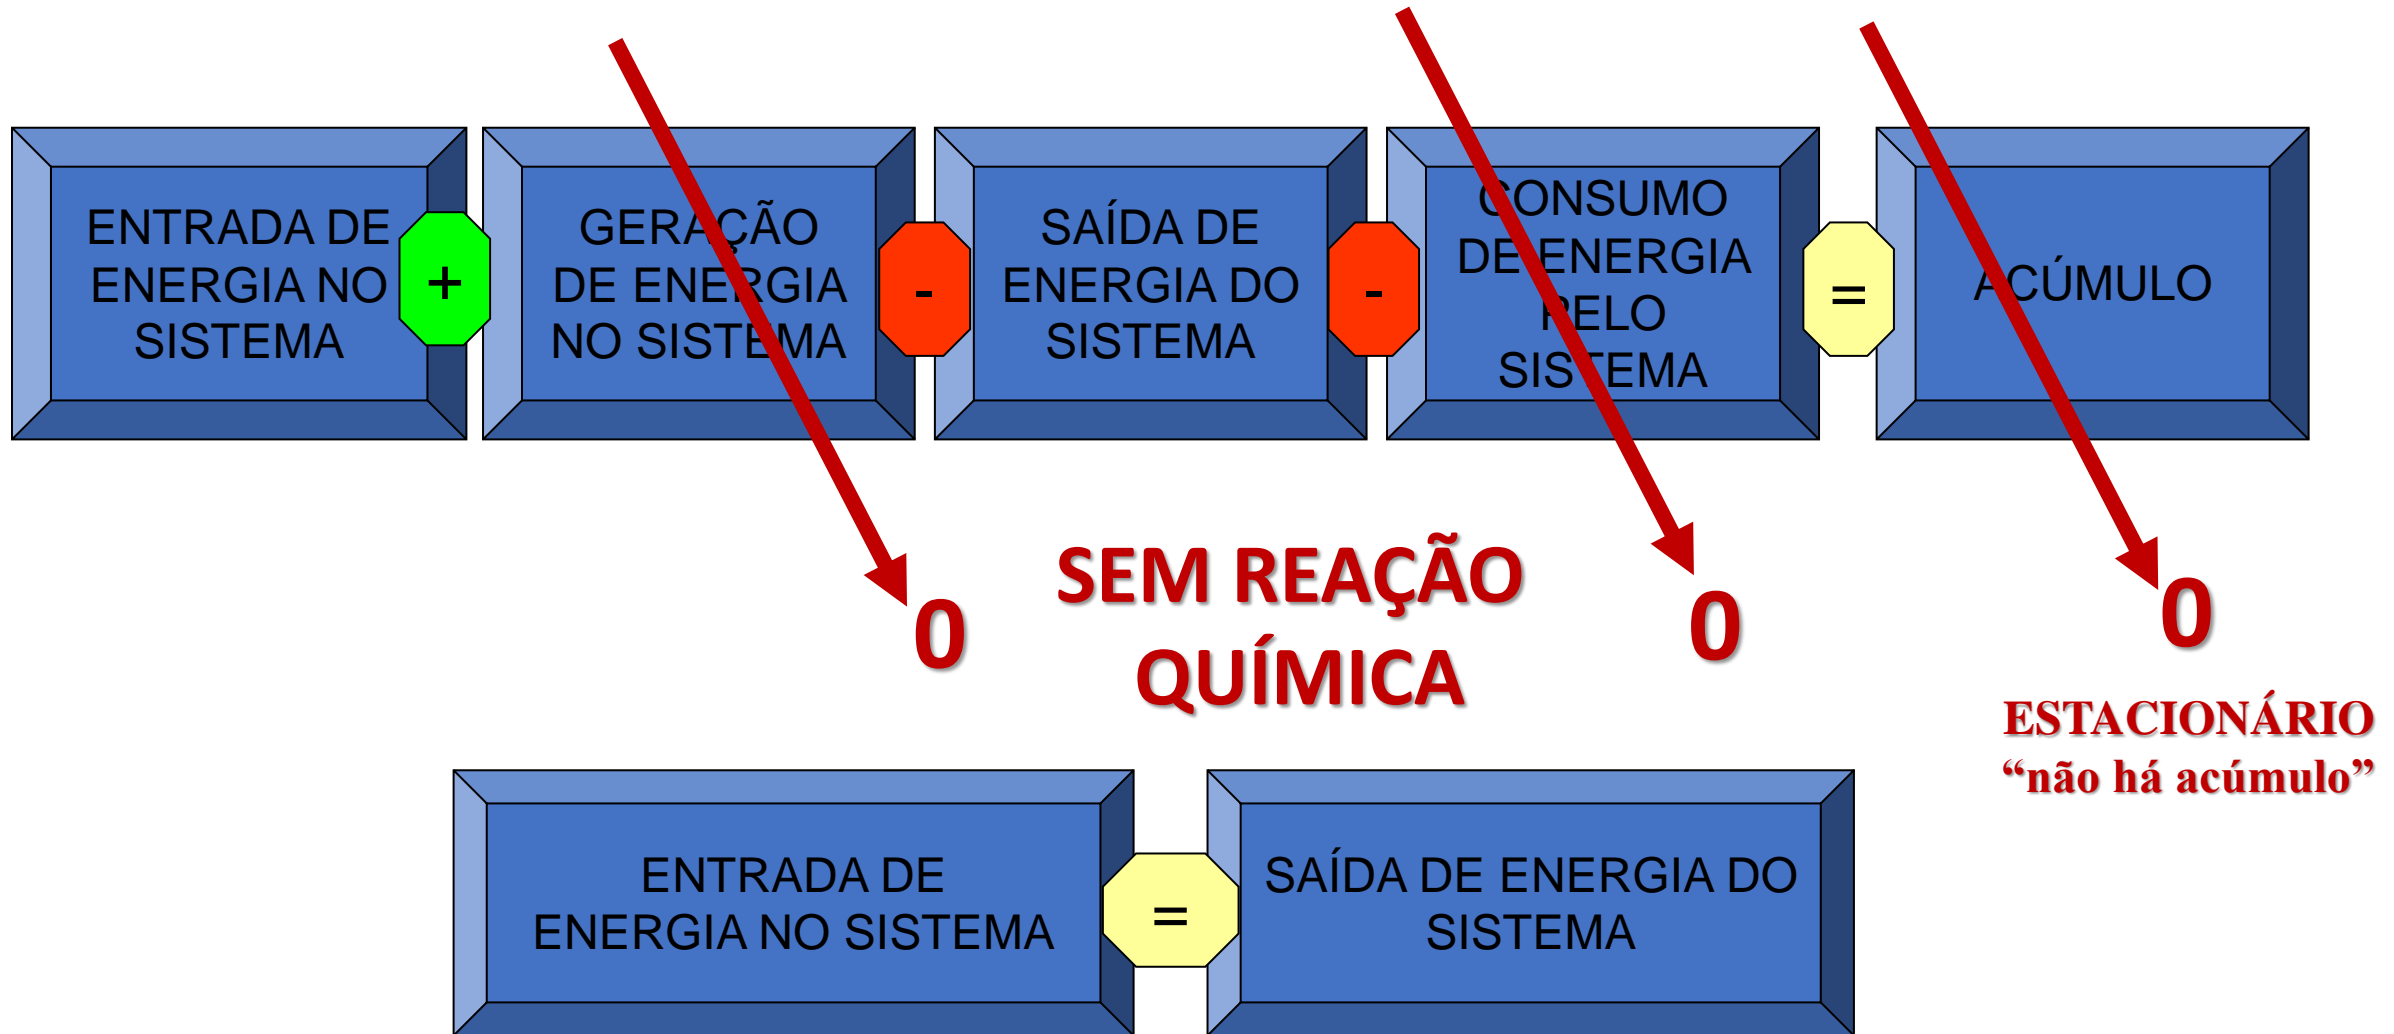 ENTRADA DE
ENERGIA NO
SISTEMA
+
GERAÇÃO
DE ENERGIA
NO SISTEMA
-
SAÍDA DE
ENERGIA DO
SISTEMA
-
CONSUMO
DE ENERGIA
PELO
SISTEMA
=
ACÚMULO
0
SEM REAÇÃO
QUÍMICA
0
0
ESTACIONÁRIO
“não há acúmulo”
ENTRADA DE
ENERGIA NO SISTEMA
=
SAÍDA DE ENERGIA DO
SISTEMA